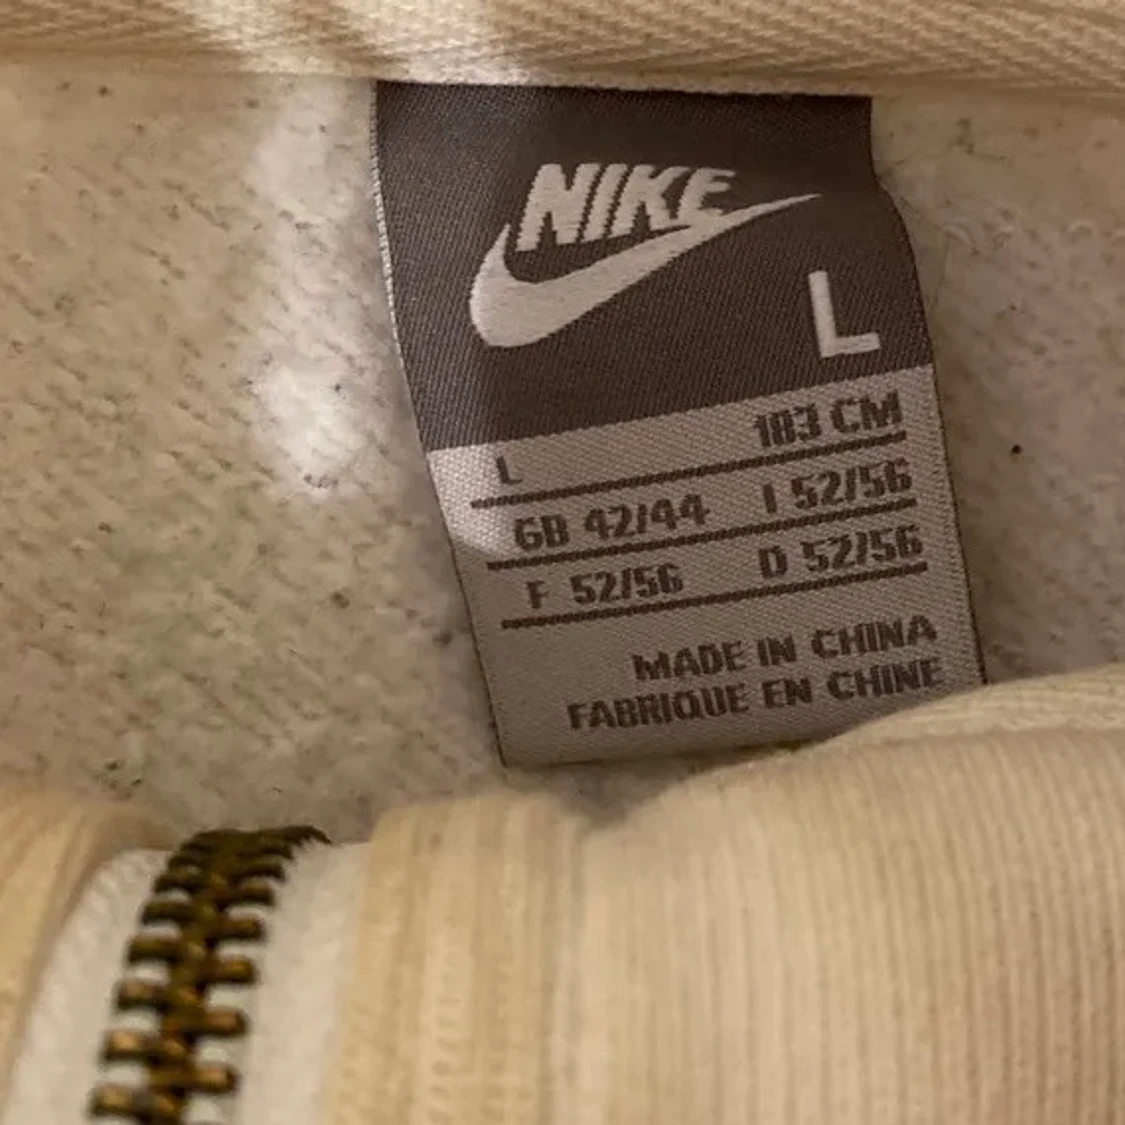 NIKE
L
L 183 CM
GB 42/44 I 52/56
F 52/56 D 52/56
MADE IN CHINA
FABRIQUE EN CHINE